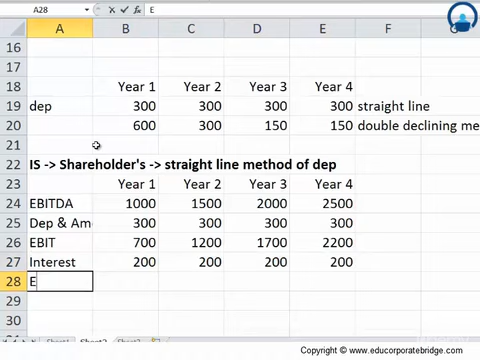 A28 E
A B C D E F G
16
17
18 Year 1 Year 2 Year 3 Year 4
19 dep 300 300 300 300 straight line
20 600 300 150 150 double declining me
21
22 IS -> Shareholder's -> straight line method of dep
23 Year 1 Year 2 Year 3 Year 4
24 EBITDA 1000 1500 2000 2500
25 Dep & Am 300 300 300 300
26 EBIT 700 1200 1700 2200
27 Interest 200 200 200 200
28 E
29
30
31
Sheet1 Sheet2 Sheet3
Copyright © www.educorporatebridge.com